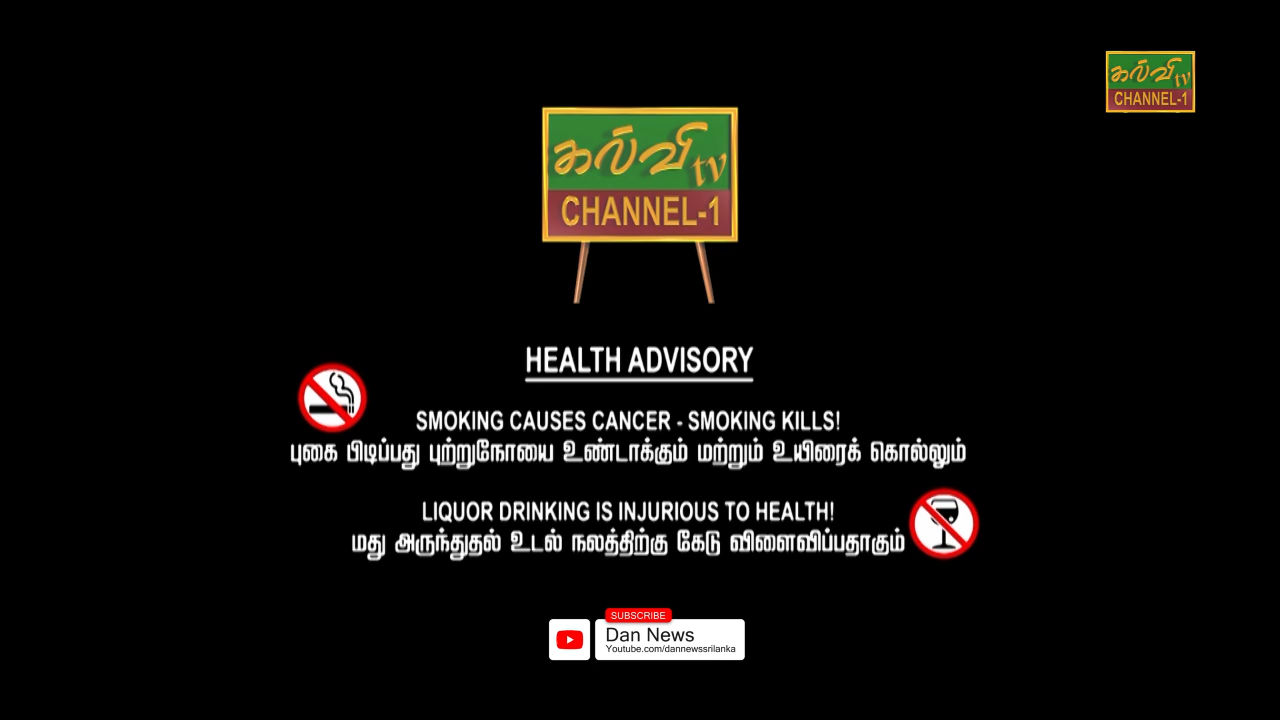 கல்வி tv
CHANNEL-1
கல்வி tv
CHANNEL-1
HEALTH ADVISORY
SMOKING CAUSES CANCER - SMOKING KILLS!
புகை பிடிப்பது புற்றுநோயை உண்டாக்கும் மற்றும் உயிரைக் கொல்லும்
LIQUOR DRINKING IS INJURIOUS TO HEALTH!
மது அருந்துதல் உடல் நலத்திற்கு கேடு விளைவிப்பதாகும்
SUBSCRIBE
Dan News
Youtube.com/dannewssrilanka